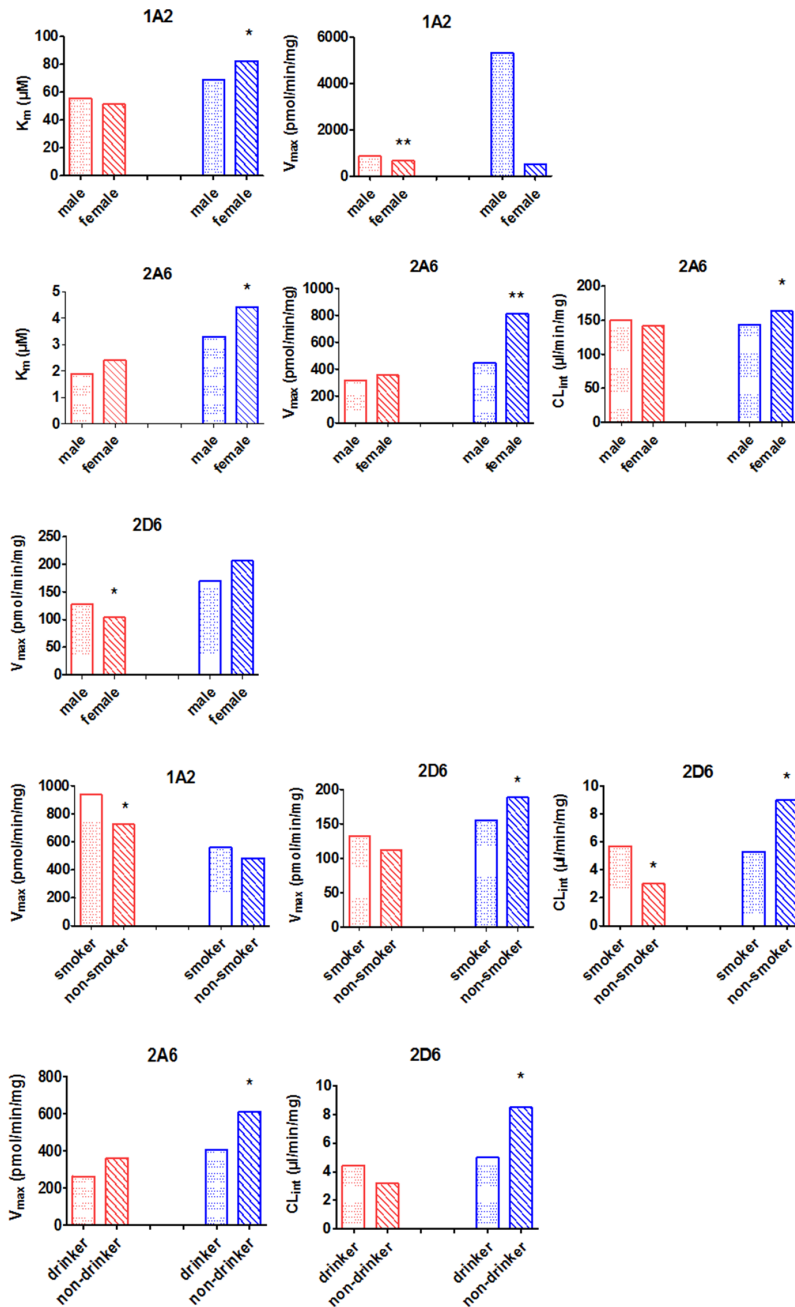 1A2
*
100
80
60
40
20
0
Kₘ (µM)
male
female
male
female
6000
4000
2000
0
Vₘₐₓ (pmol/min/mg)
**
male
female
male
female
2A6
*
5
4
3
2
1
0
Kₘ (µM)
male
female
male
female
2A6
**
1000
800
600
400
200
0
Vₘₐₓ (pmol/min/mg)
male
female
male
female
2A6
*
200
150
100
50
0
CLᵢₙₜ (µl/min/mg)
male
female
male
female
2D6
250
200
150
100
50
0
Vₘₐₓ (pmol/min/mg)
*
male
female
male
female
1A2
1000
800
600
400
200
0
Vₘₐₓ (pmol/min/mg)
*
smoker
non-smoker
smoker
non-smoker
2D6
*
200
150
100
50
0
Vₘₐₓ (pmol/min/mg)
smoker
non-smoker
smoker
non-smoker
2D6
*
10
8
6
4
2
0
CLᵢₙₜ (µl/min/mg)
*
smoker
non-smoker
smoker
non-smoker
2A6
*
800
600
400
200
0
Vₘₐₓ (pmol/min/mg)
drinker
non-drinker
drinker
non-drinker
2D6
*
10
8
6
4
2
0
CLᵢₙₜ (µl/min/mg)
drinker
non-drinker
drinker
non-drinker